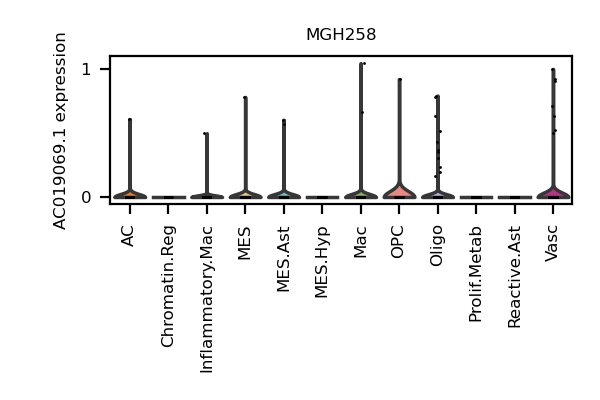 MGH258
AC019069.1 expression
1
0
AC
Chromatin.Reg
Inflammatory.Mac
MES
MES.Ast
MES.Hyp
Mac
OPC
Oligo
Prolif.Metab
Reactive.Ast
Vasc